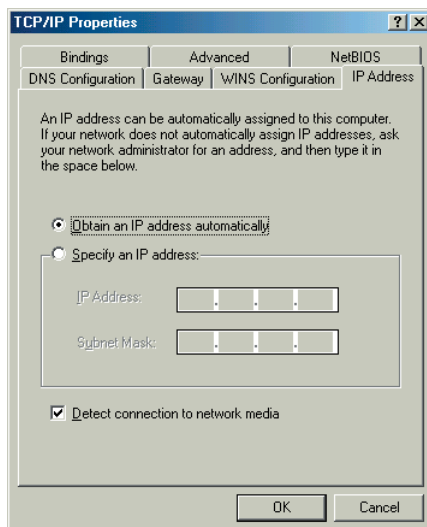 TCP/IP Properties
Bindings Advanced NetBIOS
DNS Configuration Gateway WINS Configuration IP Address
An IP address can be automatically assigned to this computer.
If your network does not automatically assign IP addresses, ask
your network administrator for an address, and then type it in
the space below.
Obtain an IP address automatically
Specify an IP address:
IP Address:
Subnet Mask:
Detect connection to network media
OK Cancel